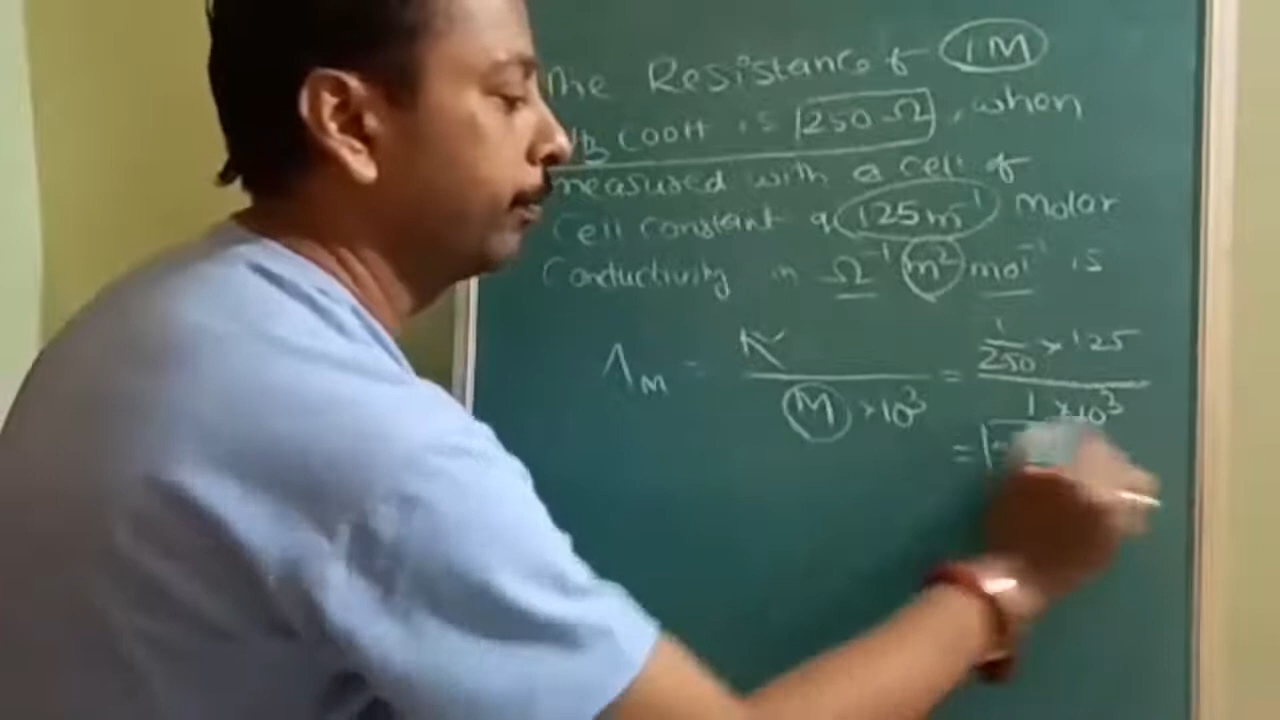 The Resistance of 1M
COOH is 250 Ω, when
measured with a cell of
Cell constant of 125 m⁻¹ Molar
Conductivity in Ω⁻¹ m² mol⁻¹ is
Λm = K / M × 10³ = 1/250 × 125 / 1 × 10³
=